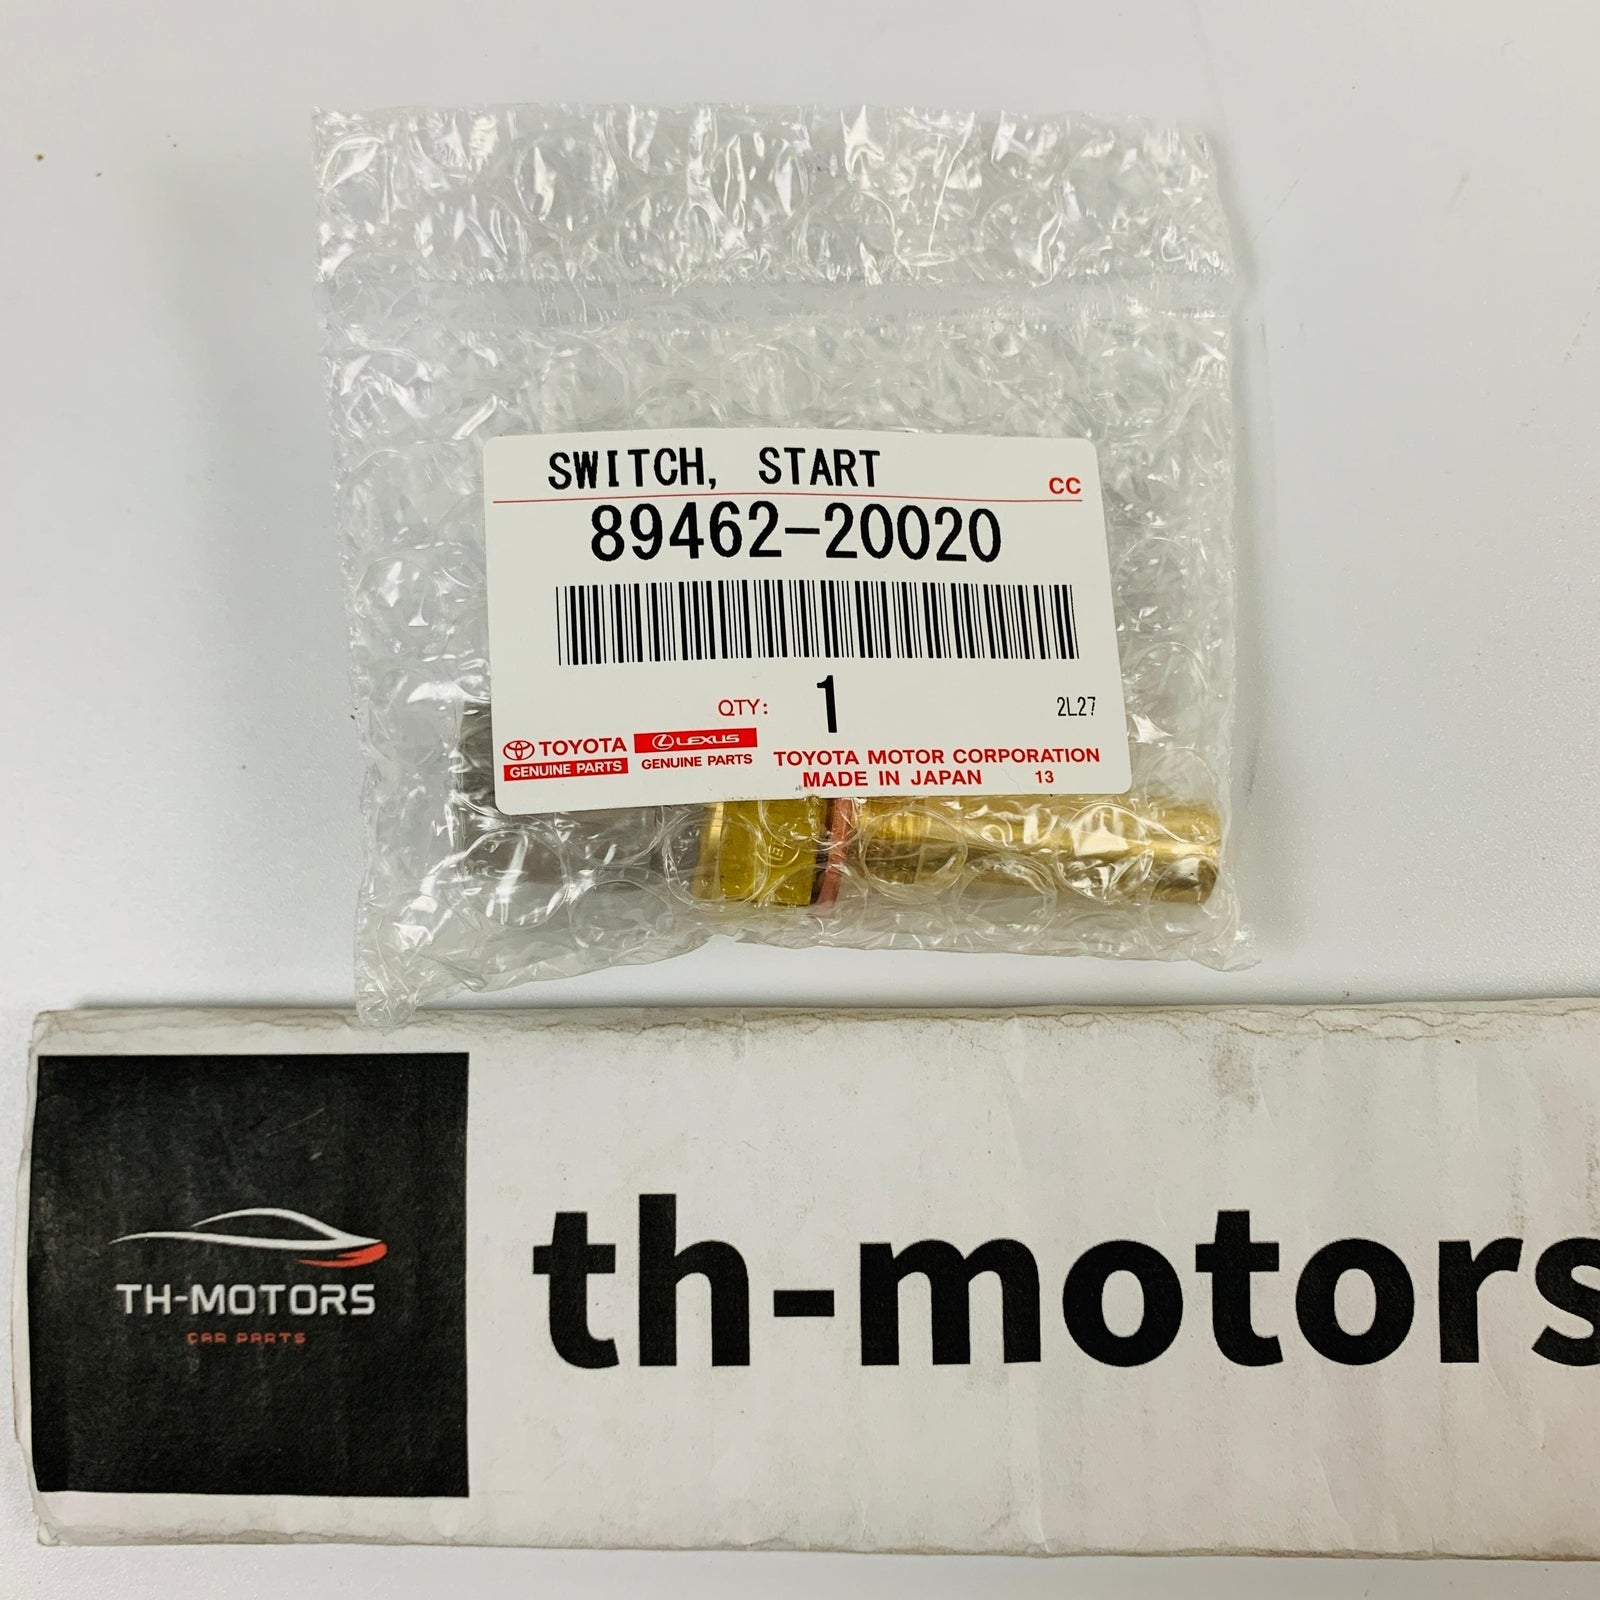 SWITCH, START
CC
89462-20020
QTY: 1
2L27
TOYOTA
GENUINE PARTS
LEXUS
GENUINE PARTS
TOYOTA MOTOR CORPORATION
MADE IN JAPAN 13
TH-MOTORS
CAR PARTS
th-motors